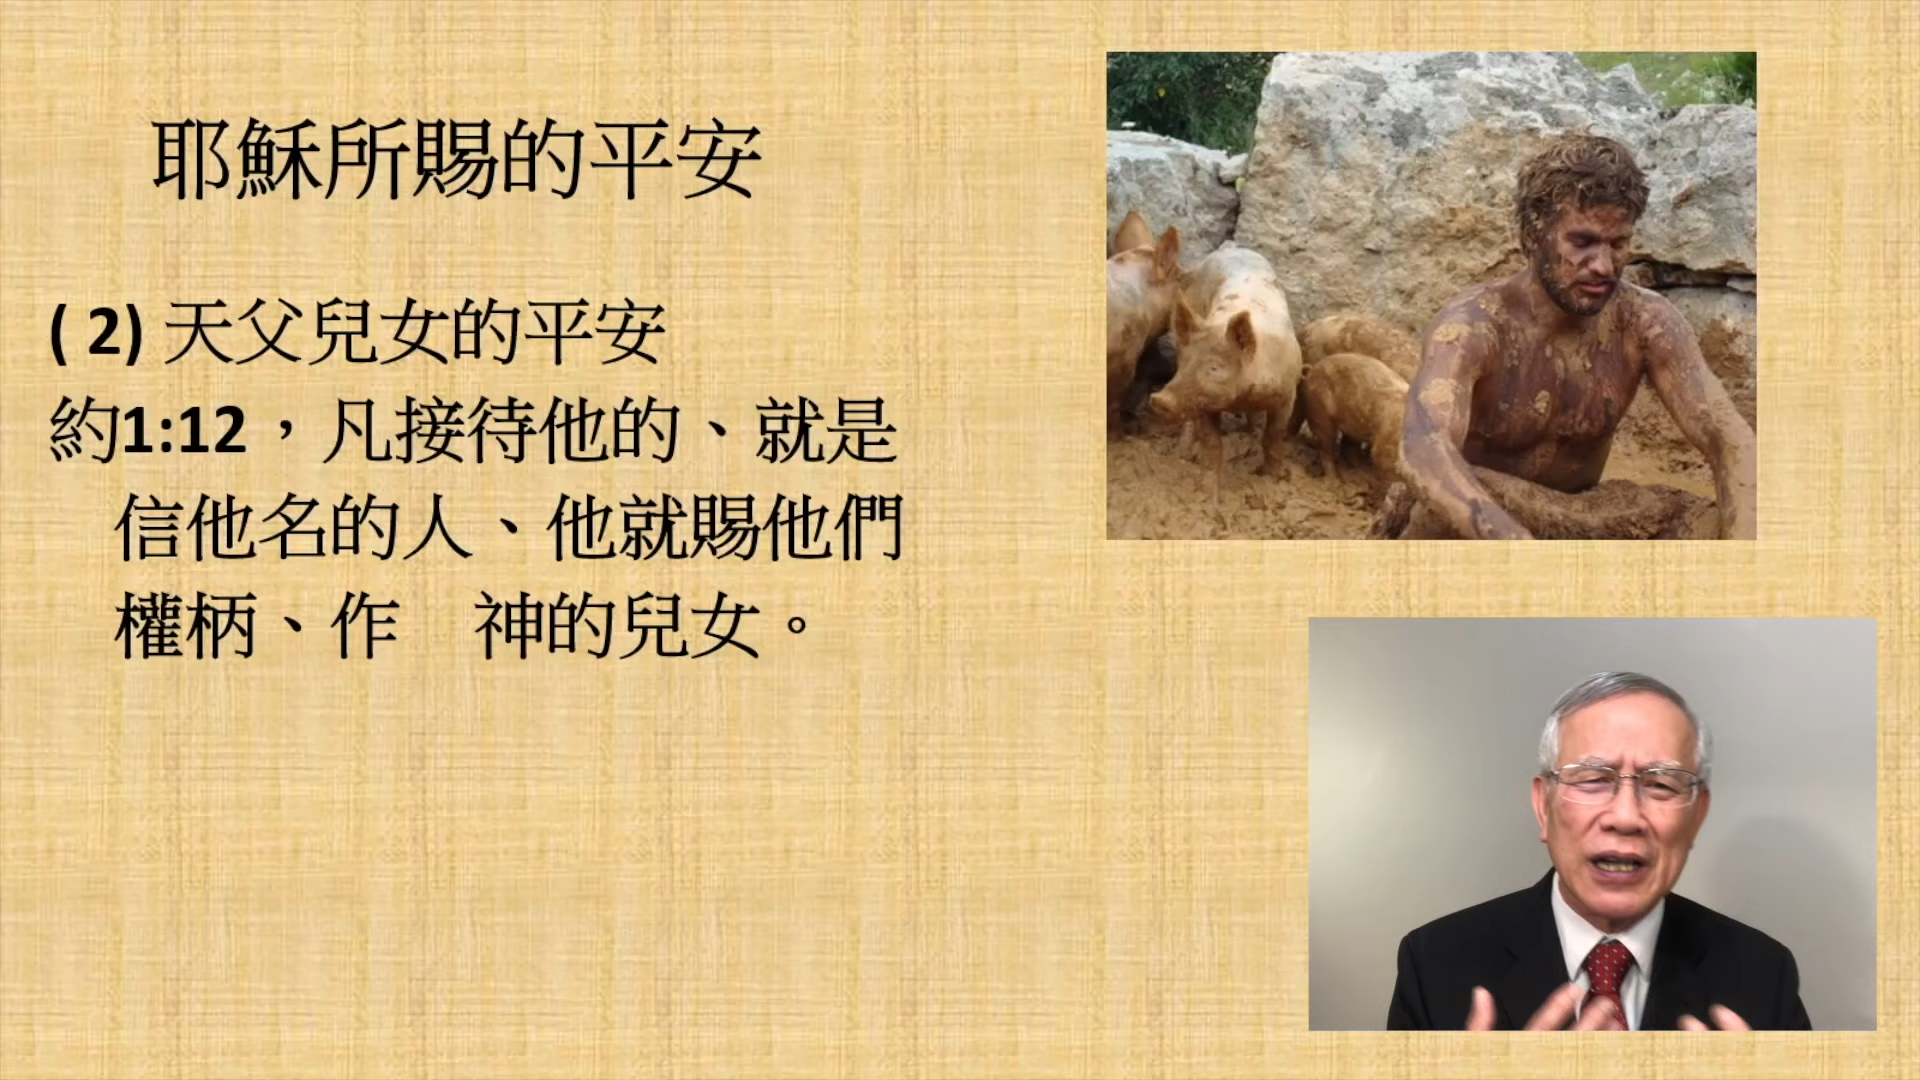 耶穌所賜的平安
( 2) 天父兒女的平安
約1:12，凡接待他的、就是
信他名的人、他就賜他們
權柄、作　神的兒女。